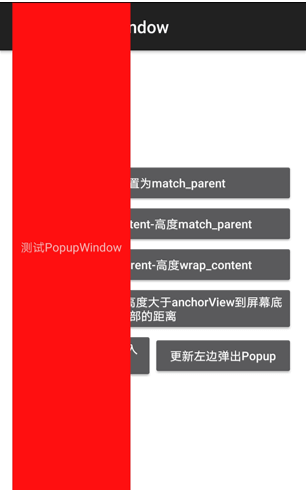 ndow
置为match_parent
tent-高度match_parent
测试PopupWindow
rent-高度wrap_content
高度大于anchorView到屏幕底
部的距离
入
更新左边弹出Popup